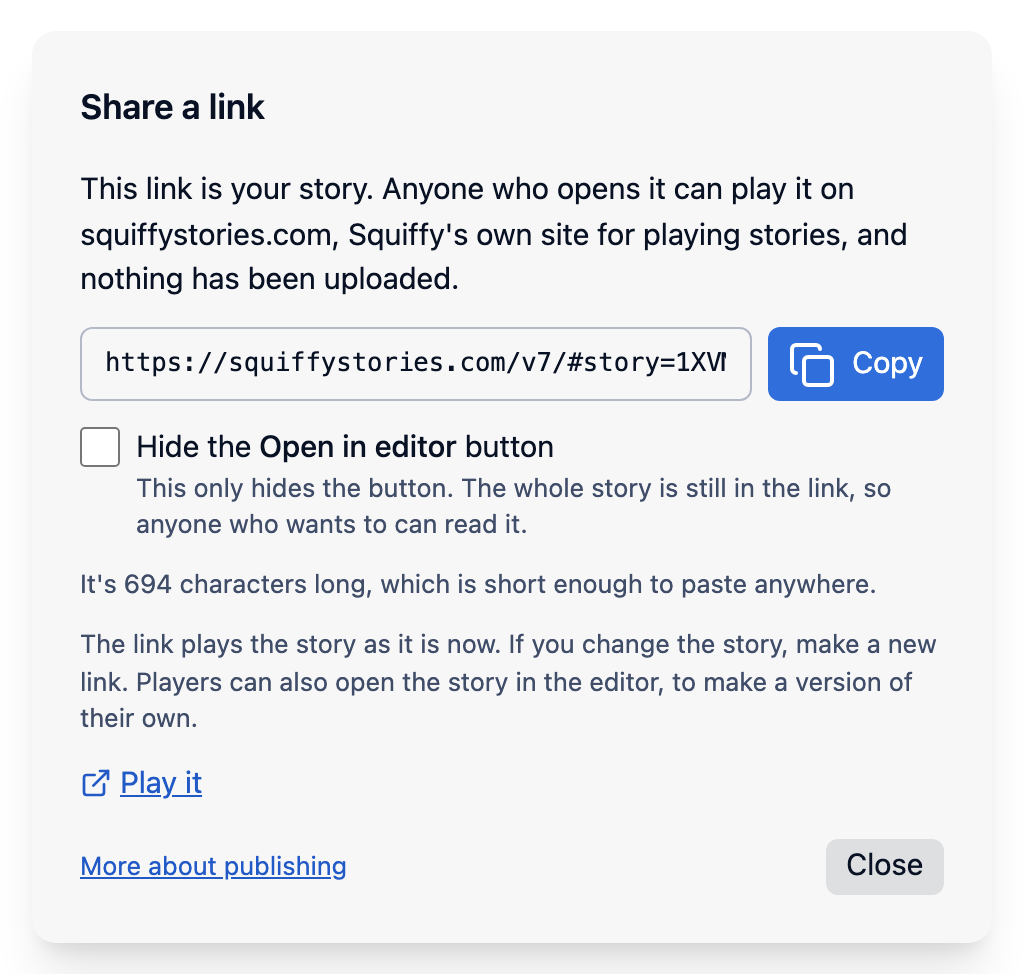 Share a link
This link is your story. Anyone who opens it can play it on
squiffystories.com, Squiffy's own site for playing stories, and
nothing has been uploaded.
https://squiffystories.com/v7/#story=1XV
Copy
Hide the Open in editor button
This only hides the button. The whole story is still in the link, so
anyone who wants to can read it.
It's 694 characters long, which is short enough to paste anywhere.
The link plays the story as it is now. If you change the story, make a new
link. Players can also open the story in the editor, to make a version of
their own.
Play it
More about publishing
Close